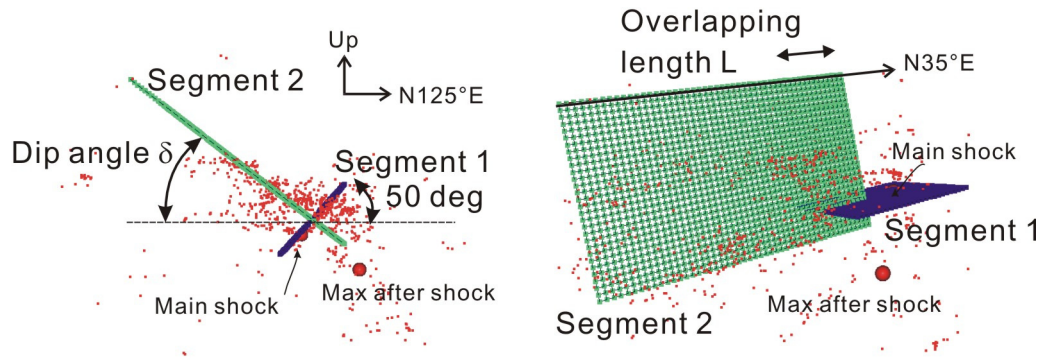 Up
N125°E
Segment 2
Dip angle δ
Segment 1
50 deg
Main shock
Max after shock
Overlapping
length L
N35°E
Main shock
Segment 1
Max after shock
Segment 2